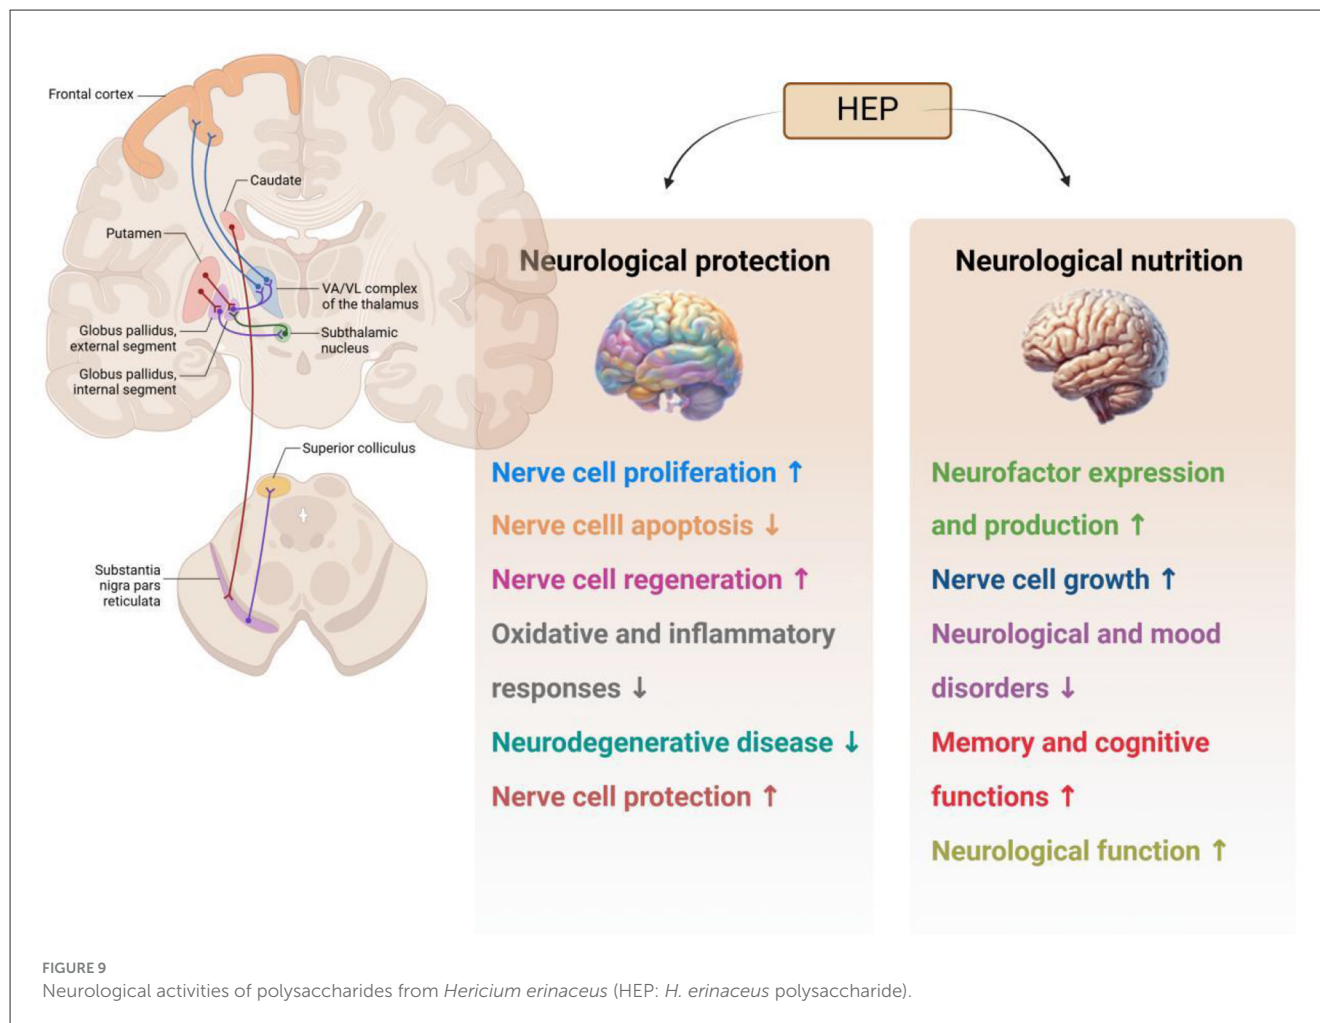 Frontal cortex
Caudate
Putamen
VA/VL complex
of the thalamus
Globus pallidus,
external segment
Subthalamic
nucleus
Globus pallidus,
internal segment
Superior colliculus
Substantia
nigra pars
reticulata
HEP
Neurological protection
Nerve cell proliferation ↑
Nerve celll apoptosis ↓
Nerve cell regeneration ↑
Oxidative and inflammatory
responses ↓
Neurodegenerative disease ↓
Nerve cell protection ↑
Neurological nutrition
Neurofactor expression
and production ↑
Nerve cell growth ↑
Neurological and mood
disorders ↓
Memory and cognitive
functions ↑
Neurological function ↑
FIGURE 9
Neurological activities of polysaccharides from Hericium erinaceus (HEP: H. erinaceus polysaccharide).